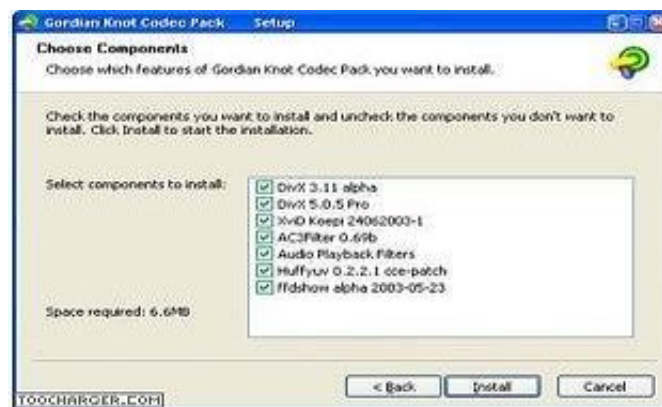 Gordian Knot Codec Pack Setup
Choose Components
Choose which features of Gordian Knot Codec Pack you want to install.
Check the components you want to install and uncheck the components you don't want to
install. Click Install to start the installation.
Select components to install:
DivX 3.11 alpha
DivX 5.0.5 Pro
XviD Koepi 24062003-1
AC3Filter 0.69b
Audio Playback Filters
Huffyuv 0.2.2.1 cce-patch
ffdshow alpha 2003-05-23
Space required: 6.6MB
< Back
Install
Cancel
TOOCHARGER.COM